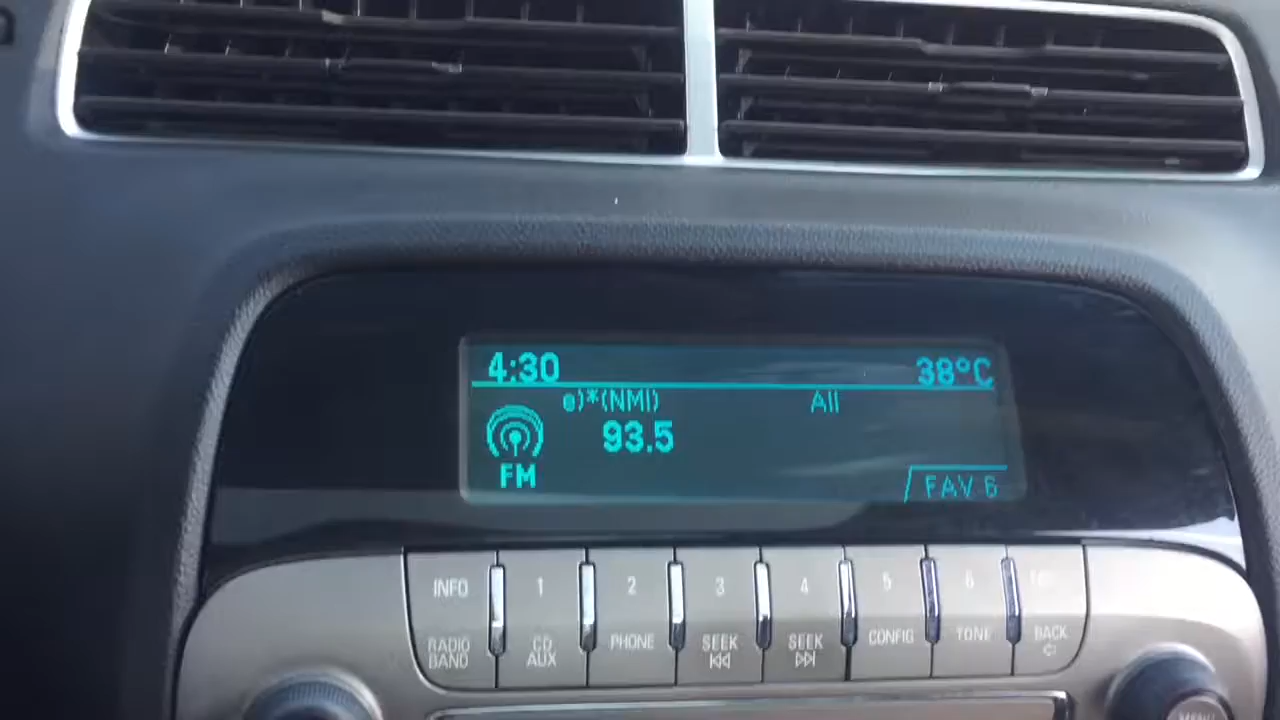 4:30 38°C
e)*(NMI) All
93.5
FM
FAV 6
INFO 1 2 3 4 5 6
RADIO BAND CD AUX PHONE SEEK SEEK CONFIG TONE BACK
MENU